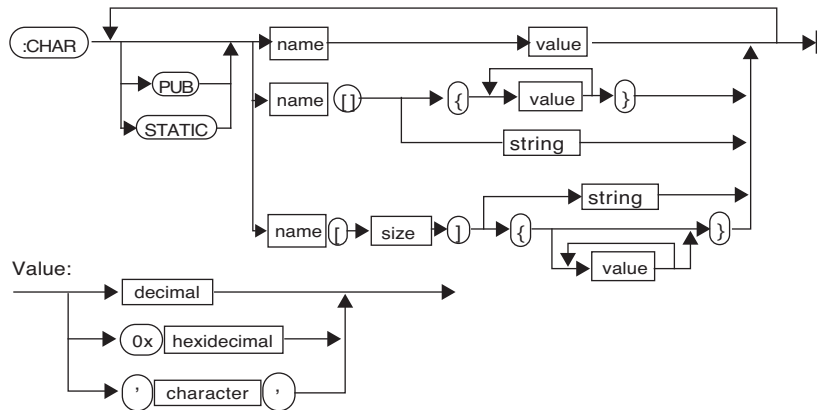 :CHAR name value
PUB name [] { value }
STATIC
string
string
name [ size ] { }
value
Value:
decimal
0x hexidecimal
' character '